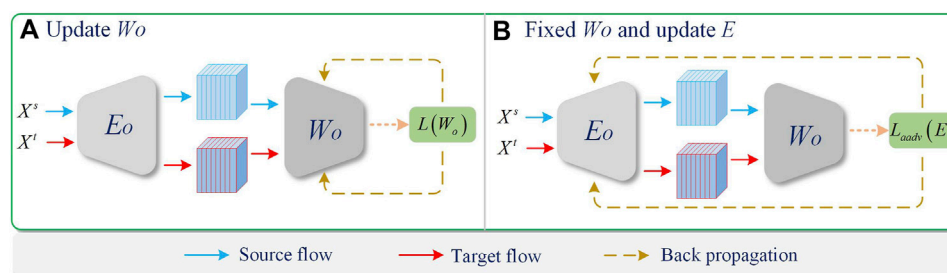 A Update Wo
X^s
X^t
Eo
Wo
L(W_o)
B Fixed Wo and update E
X^s
X^t
Eo
Wo
L_aadv(E
Source flow
Target flow
Back propagation